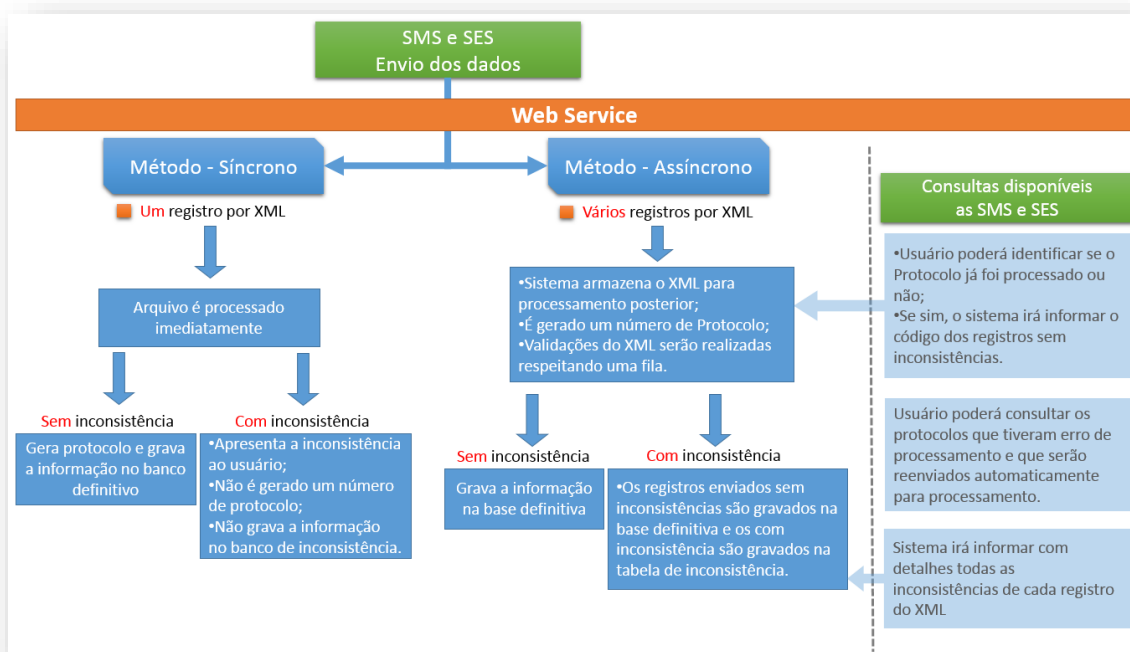 SMS e SES
Envio dos dados
Web Service
Método - Síncrono
Um registro por XML
Arquivo é processado
imediatamente
Sem inconsistência
Gera protocolo e grava
a informação no banco
definitivo
Com inconsistência
•Apresenta a inconsistência
ao usuário;
•Não é gerado um número
de protocolo;
•Não grava a informação
no banco de inconsistência.
Método - Assíncrono
Vários registros por XML
•Sistema armazena o XML para
processamento posterior;
•É gerado um número de Protocolo;
•Validações do XML serão realizadas
respeitando uma fila.
Sem inconsistência
Grava a informação
na base definitiva
Com inconsistência
•Os registros enviados sem
inconsistências são gravados na
base definitiva e os com
inconsistência são gravados na
tabela de inconsistência.
Consultas disponíveis
as SMS e SES
•Usuário poderá identificar se o
Protocolo já foi processado ou
não;
•Se sim, o sistema irá informar o
código dos registros sem
inconsistências.
Usuário poderá consultar os
protocolos que tiveram erro de
processamento e que serão
reenviados automaticamente
para processamento.
Sistema irá informar com
detalhes todas as
inconsistências de cada registro
do XML